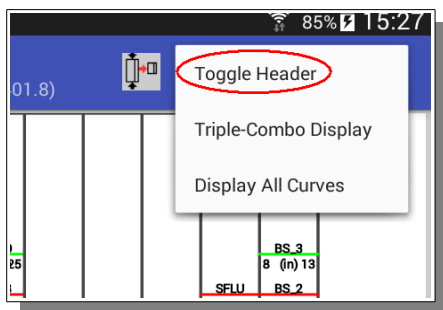 85% 15:27
Toggle Header
01.8)
Triple-Combo Display
Display All Curves
BS_3
25 8 (in) 13
SFLU BS_2